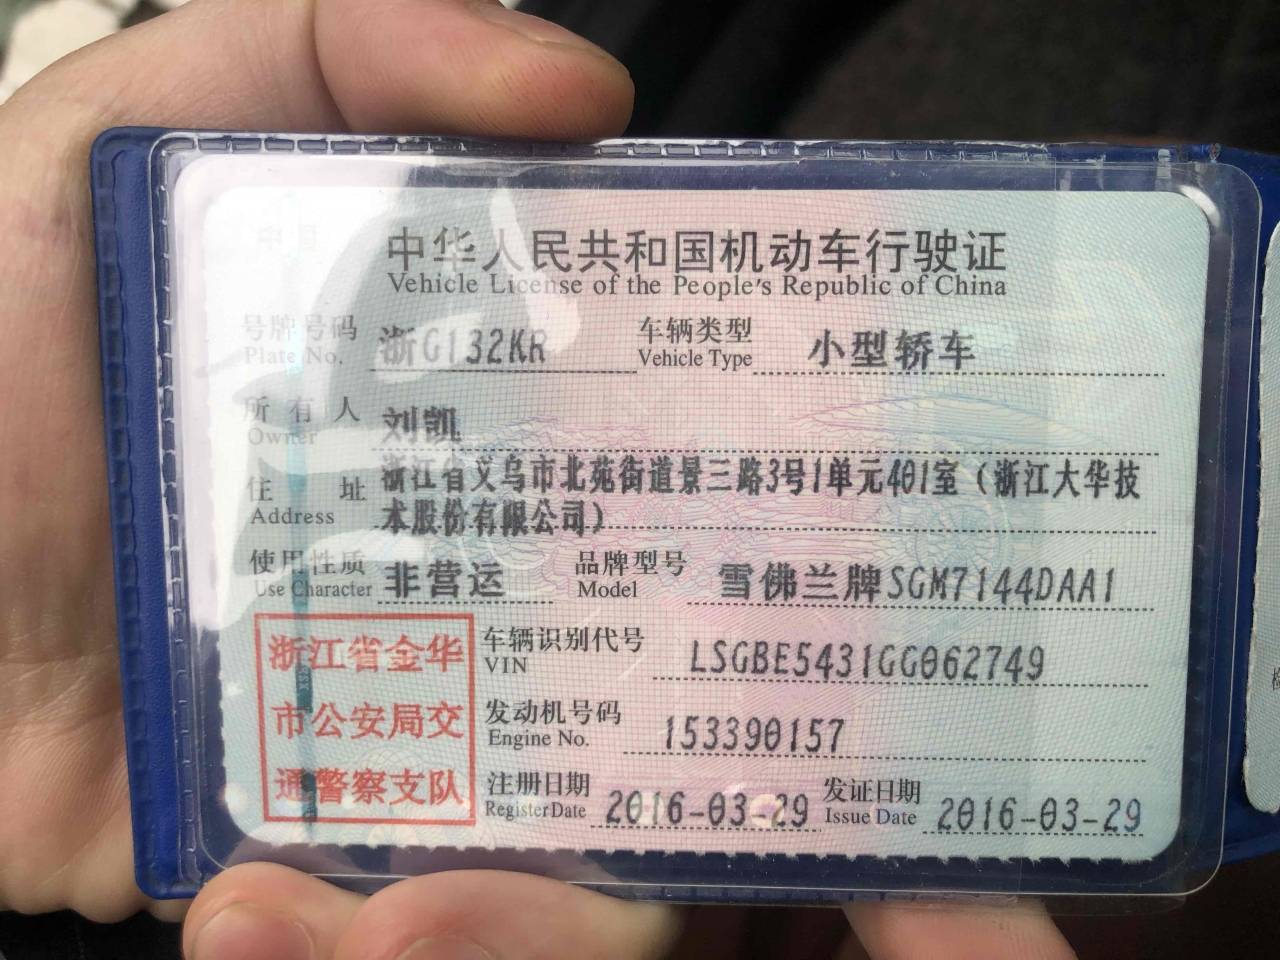 中华人民共和国机动车行驶证
Vehicle License of the People's Republic of China
号牌号码 浙G132KR 车辆类型 小型轿车
Plate No. Vehicle Type
所有人 刘凯
Owner
住址 浙江省义乌市北苑街道景三路3号1单元401室（浙江大华技
Address 术股份有限公司）
使用性质 非营运 品牌型号 雪佛兰牌SGM7144DAA1
Use Character Model
浙江省金华
市公安局交
通警察支队
车辆识别代号 LSGBE5431GG062749
VIN
发动机号码 153390157
Engine No.
注册日期 2016-03-29 发证日期 2016-03-29
Register Date Issue Date